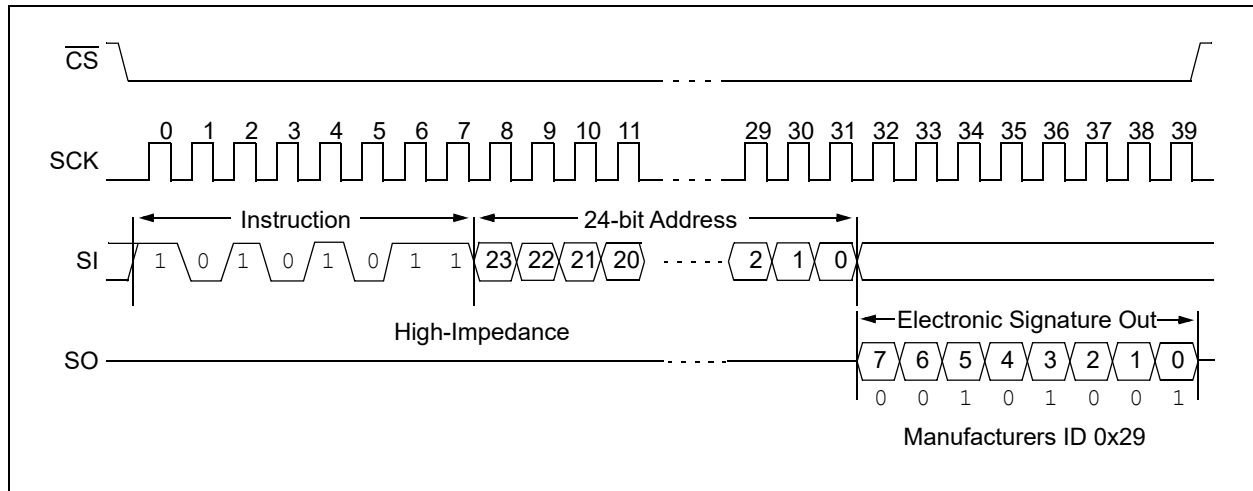 CS
0 1 2 3 4 5 6 7 8 9 10 11 29 30 31 32 33 34 35 36 37 38 39
SCK
Instruction 24-bit Address
SI 1 0 1 0 1 0 1 1 23 22 21 20 2 1 0
High-Impedance Electronic Signature Out
SO 7 6 5 4 3 2 1 0
0 0 1 0 1 0 0 1
Manufacturers ID 0x29